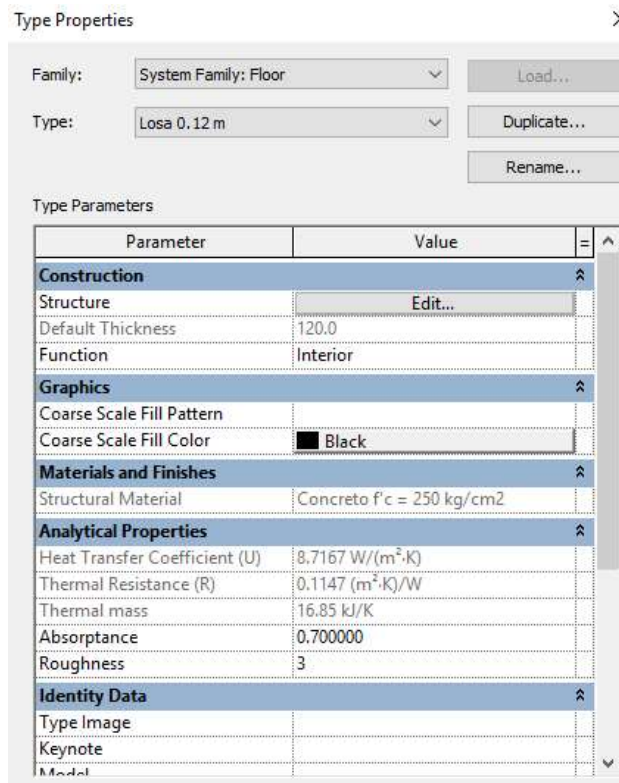 Type Properties
Family: System Family: Floor Load...
Type: Losa 0.12 m Duplicate...
Rename...
Type Parameters
Parameter Value =
Construction
Structure Edit...
Default Thickness 120.0
Function Interior
Graphics
Coarse Scale Fill Pattern
Coarse Scale Fill Color Black
Materials and Finishes
Structural Material Concreto f'c = 250 kg/cm2
Analytical Properties
Heat Transfer Coefficient (U) 8.7167 W/(m²·K)
Thermal Resistance (R) 0.1147 (m²·K)/W
Thermal mass 16.85 kJ/K
Absorptance 0.700000
Roughness 3
Identity Data
Type Image
Keynote
Model